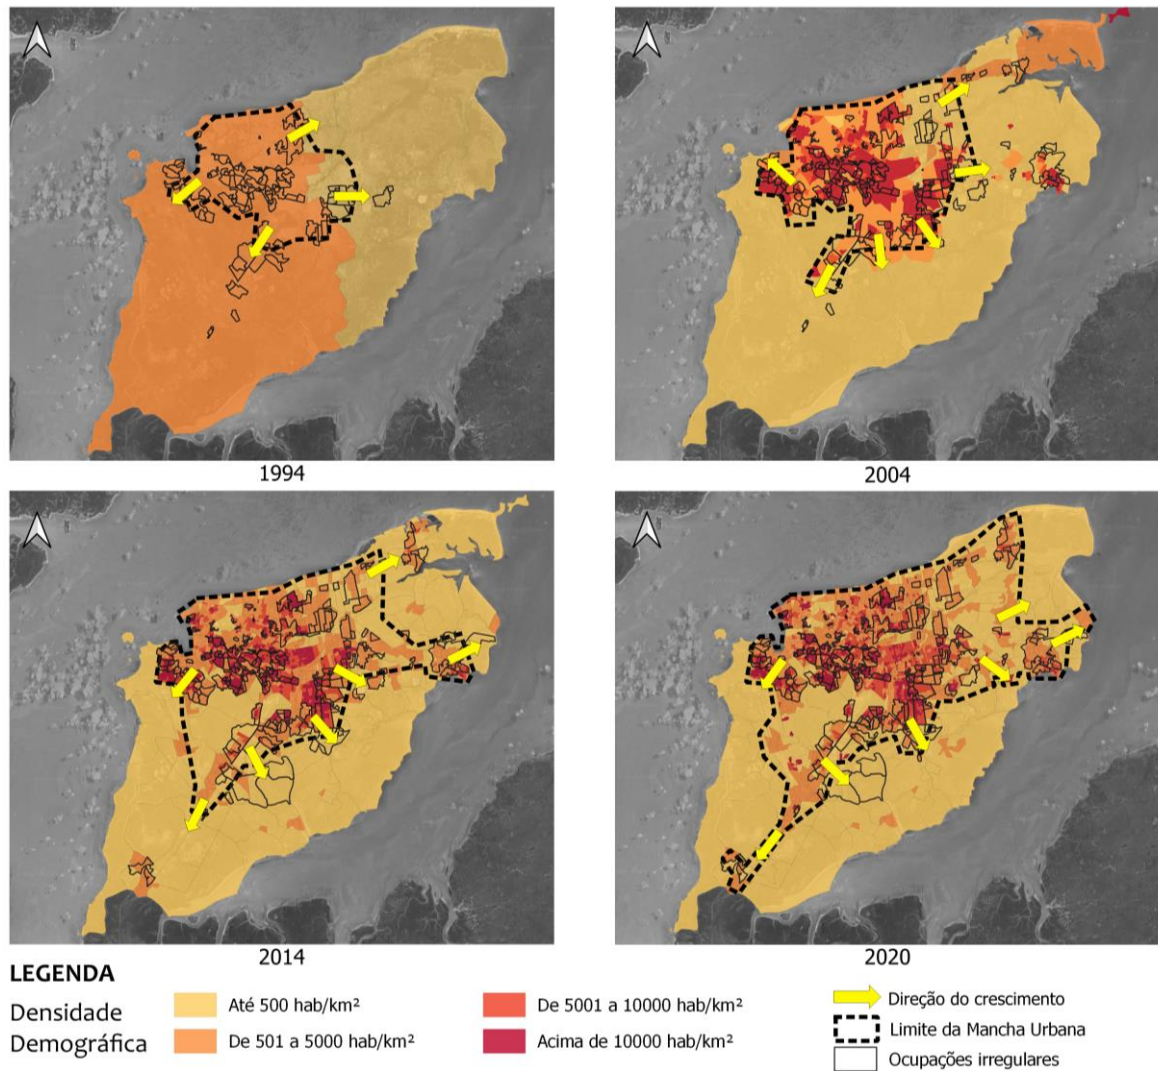 1994
2004
2014
2020
LEGENDA
Densidade
Demográfica
Até 500 hab/km²
De 501 a 5000 hab/km²
De 5001 a 10000 hab/km²
Acima de 10000 hab/km²
Direção do crescimento
Limite da Mancha Urbana
Ocupações irregulares